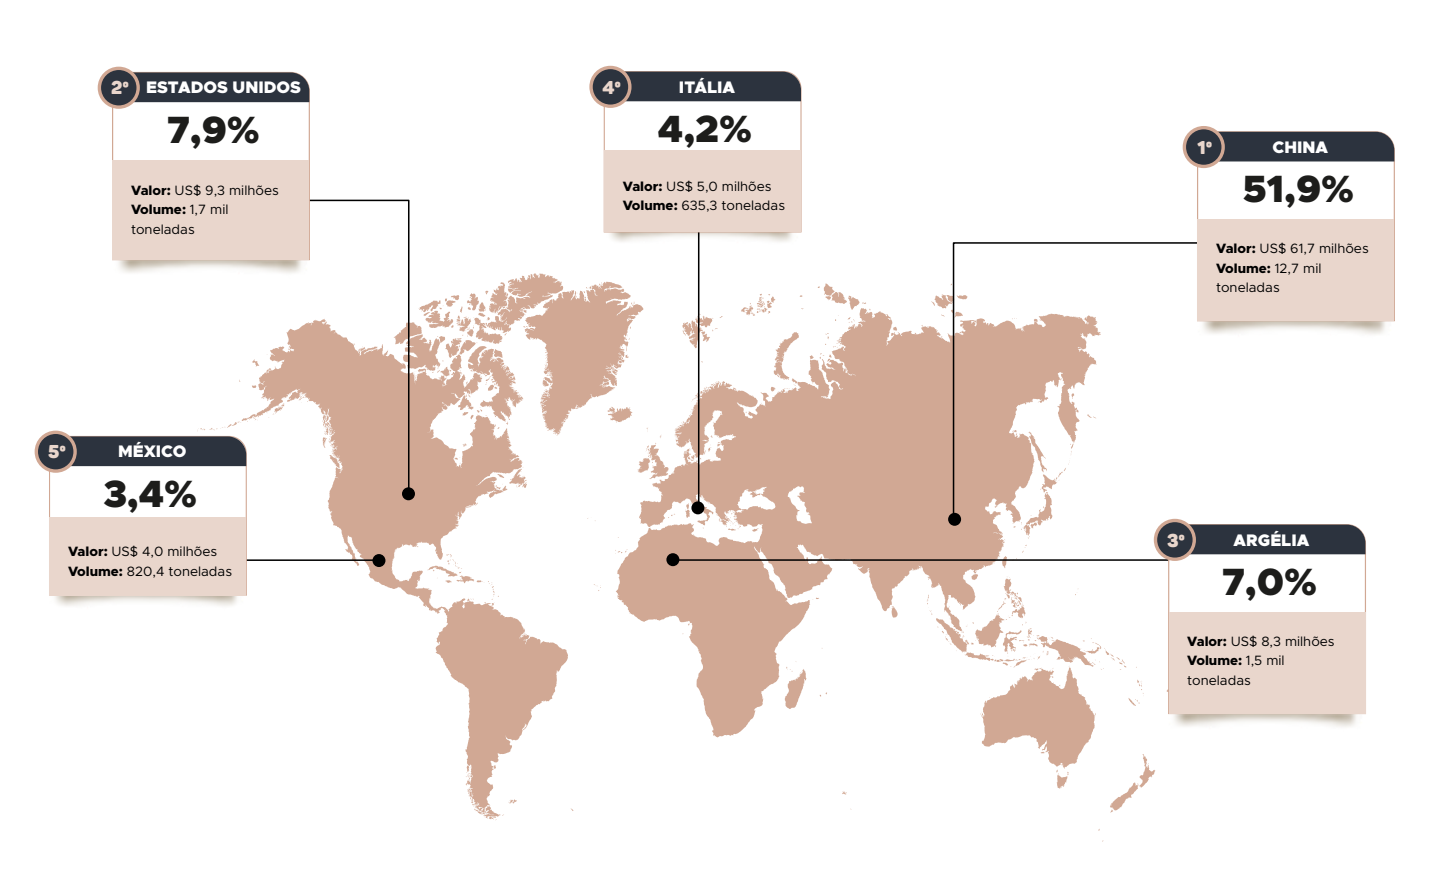 2º ESTADOS UNIDOS
7,9%
Valor: US$ 9,3 milhões
Volume: 1,7 mil
toneladas
4º ITÁLIA
4,2%
Valor: US$ 5,0 milhões
Volume: 635,3 toneladas
1º CHINA
51,9%
Valor: US$ 61,7 milhões
Volume: 12,7 mil
toneladas
5º MÉXICO
3,4%
Valor: US$ 4,0 milhões
Volume: 820,4 toneladas
3º ARGÉLIA
7,0%
Valor: US$ 8,3 milhões
Volume: 1,5 mil
toneladas